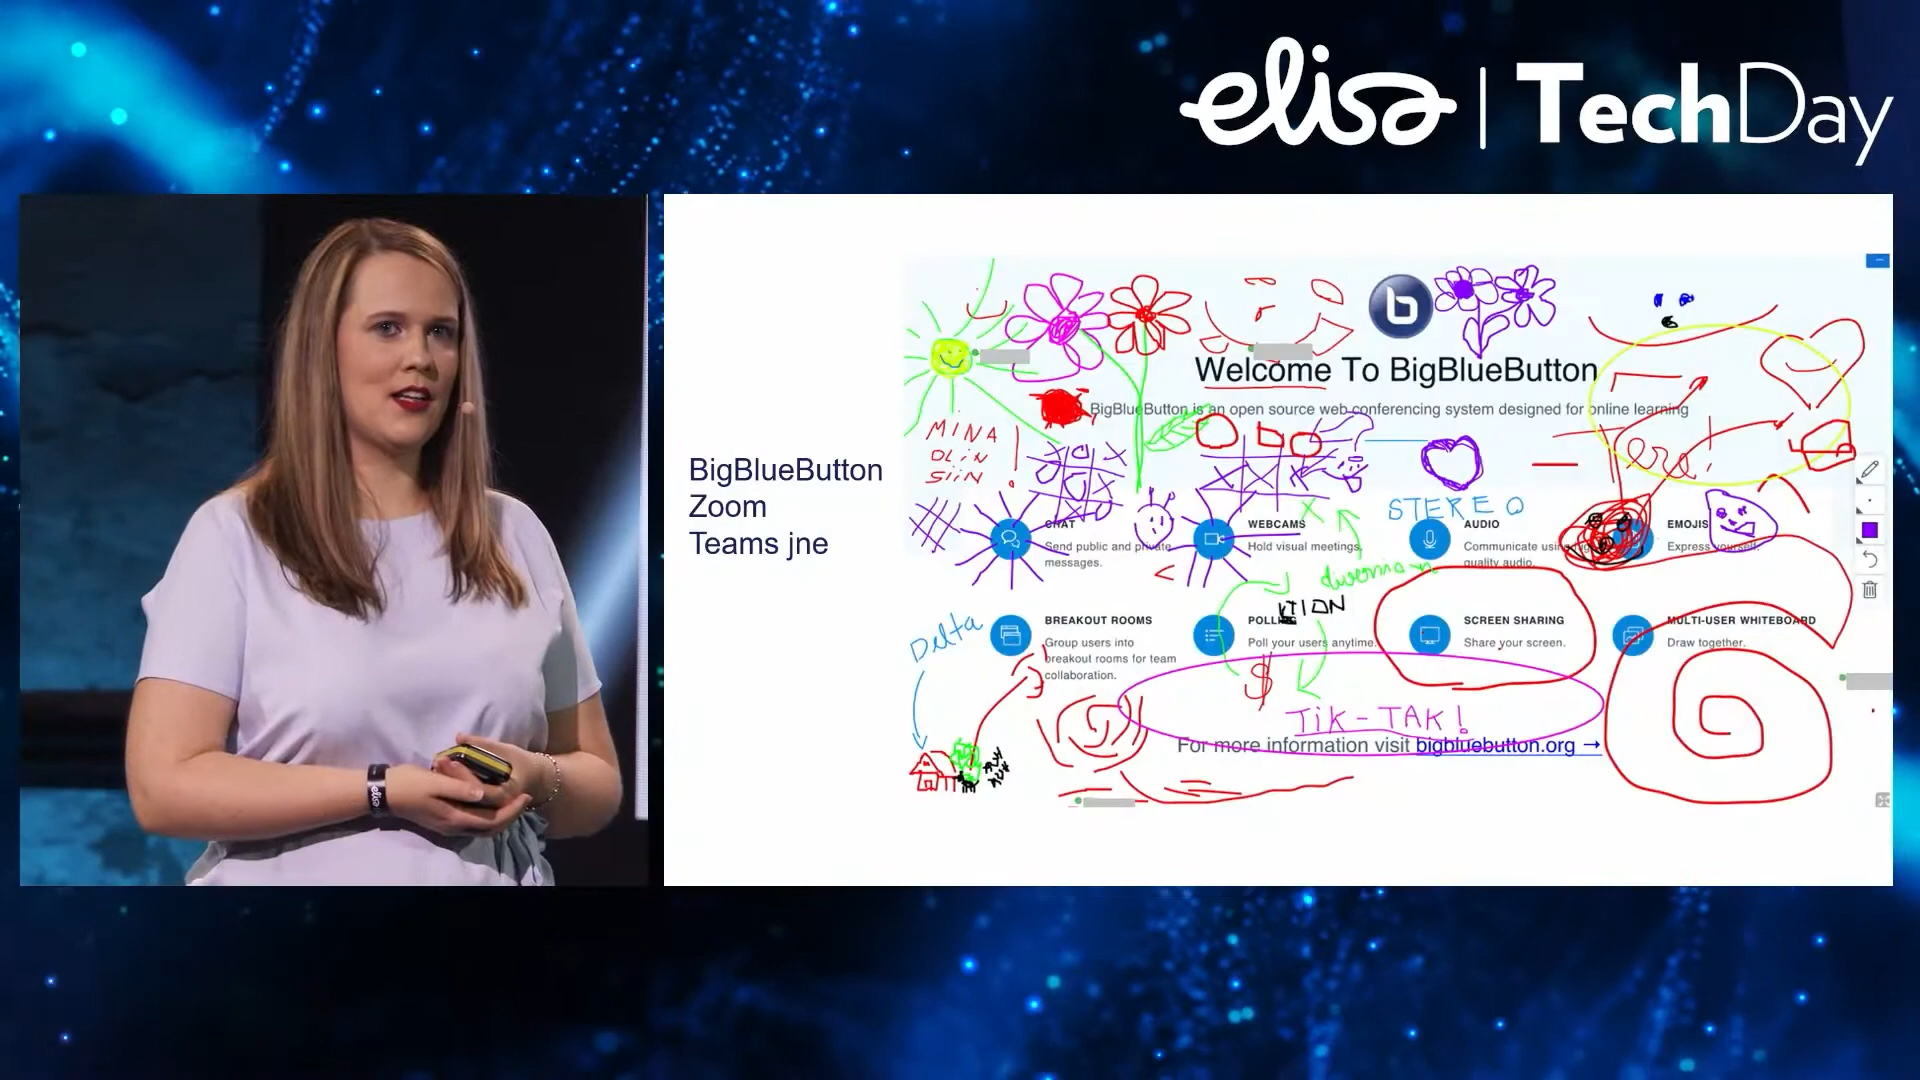 elisa | TechDay
BigBlueButton
Zoom
Teams jne
Welcome To BigBlueButton
BigBlueButton is an open source web conferencing system designed for online learning
MINA
OLIN
SIIN !
STEREO
Tere!
CHAT
Send public and private
messages.
WEBCAMS
Hold visual meetings.
AUDIO
Communicate using high
quality audio.
EMOJIS
Express yourself.
Delta
BREAKOUT ROOMS
Group users into
breakout rooms for team
collaboration.
POLLING
Poll your users anytime.
SCREEN SHARING
Share your screen.
MULTI-USER WHITEBOARD
Draw together.
$
TiK-TAK!
For more information visit bigbluebutton.org →
elisa